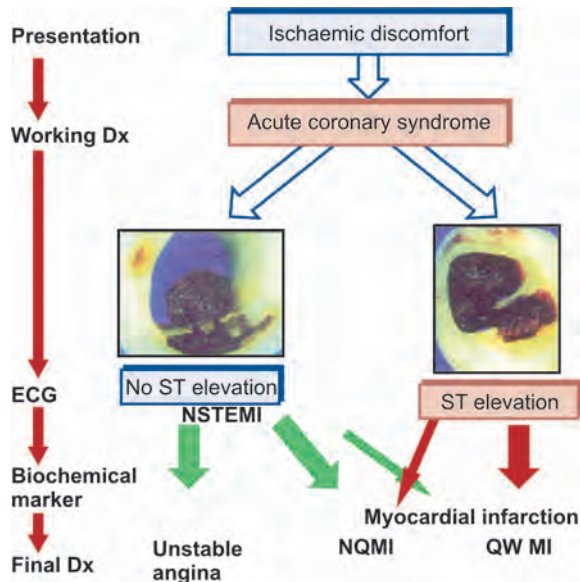 Presentation
Ischaemic discomfort
Working Dx
Acute coronary syndrome
ECG
No ST elevation
NSTEMI
ST elevation
Biochemical
marker
Myocardial infarction
NQMI
QW MI
Final Dx
Unstable
angina